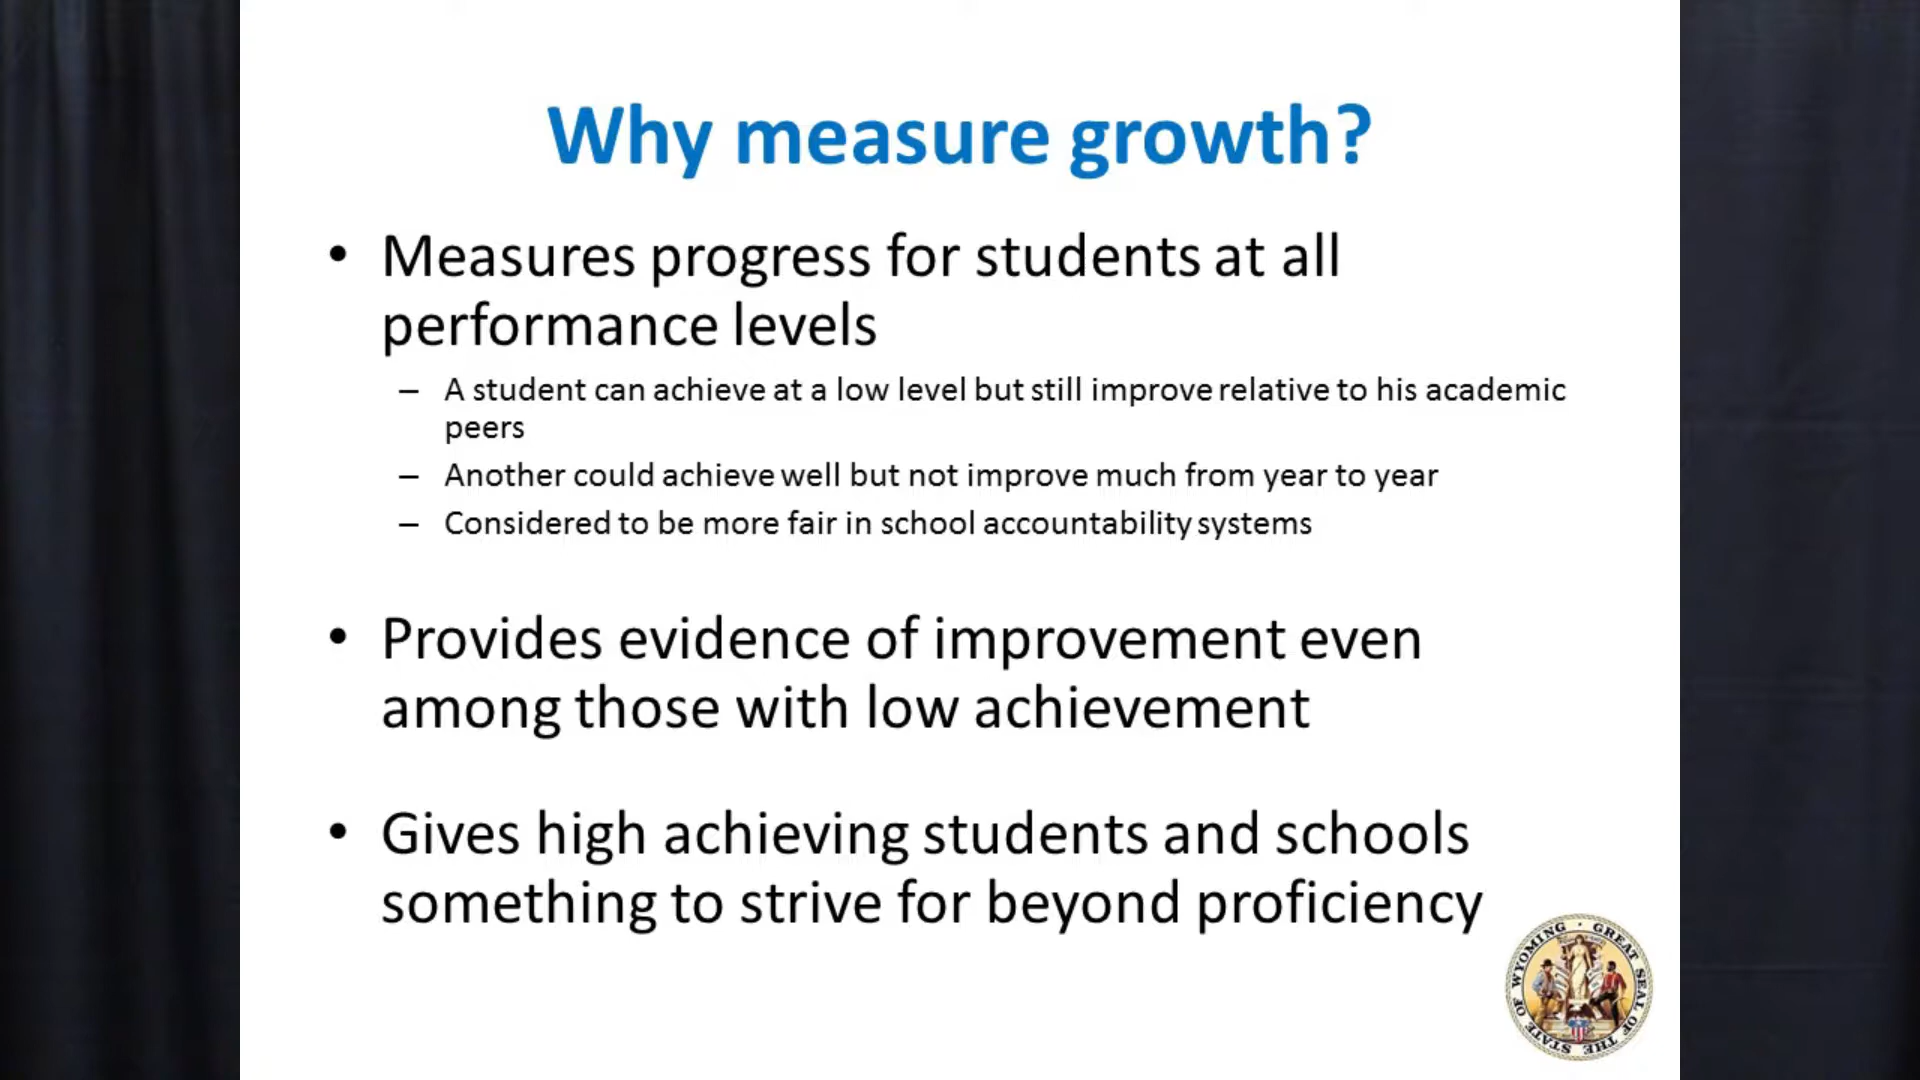 Why measure growth?
• Measures progress for students at all
performance levels
– A student can achieve at a low level but still improve relative to his academic
peers
– Another could achieve well but not improve much from year to year
– Considered to be more fair in school accountability systems
• Provides evidence of improvement even
among those with low achievement
• Gives high achieving students and schools
something to strive for beyond proficiency
GREAT SEAL OF THE STATE OF WYOMING